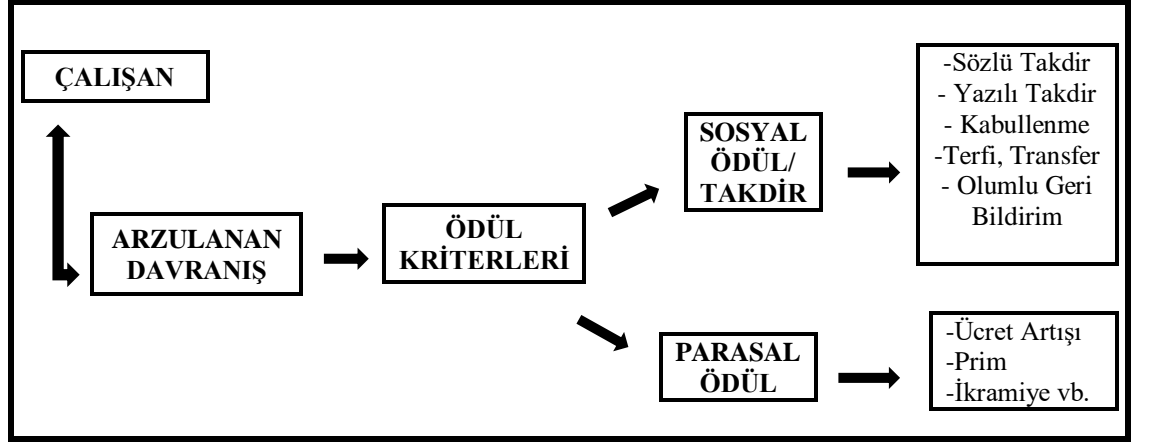 ÇALIŞAN
ARZULANAN
DAVRANIŞ
ÖDÜL
KRİTERLERİ
SOSYAL
ÖDÜL/
TAKDİR
-Sözlü Takdir
- Yazılı Takdir
- Kabullenme
-Terfi, Transfer
- Olumlu Geri
Bildirim
PARASAL
ÖDÜL
-Ücret Artışı
-Prim
-İkramiye vb.